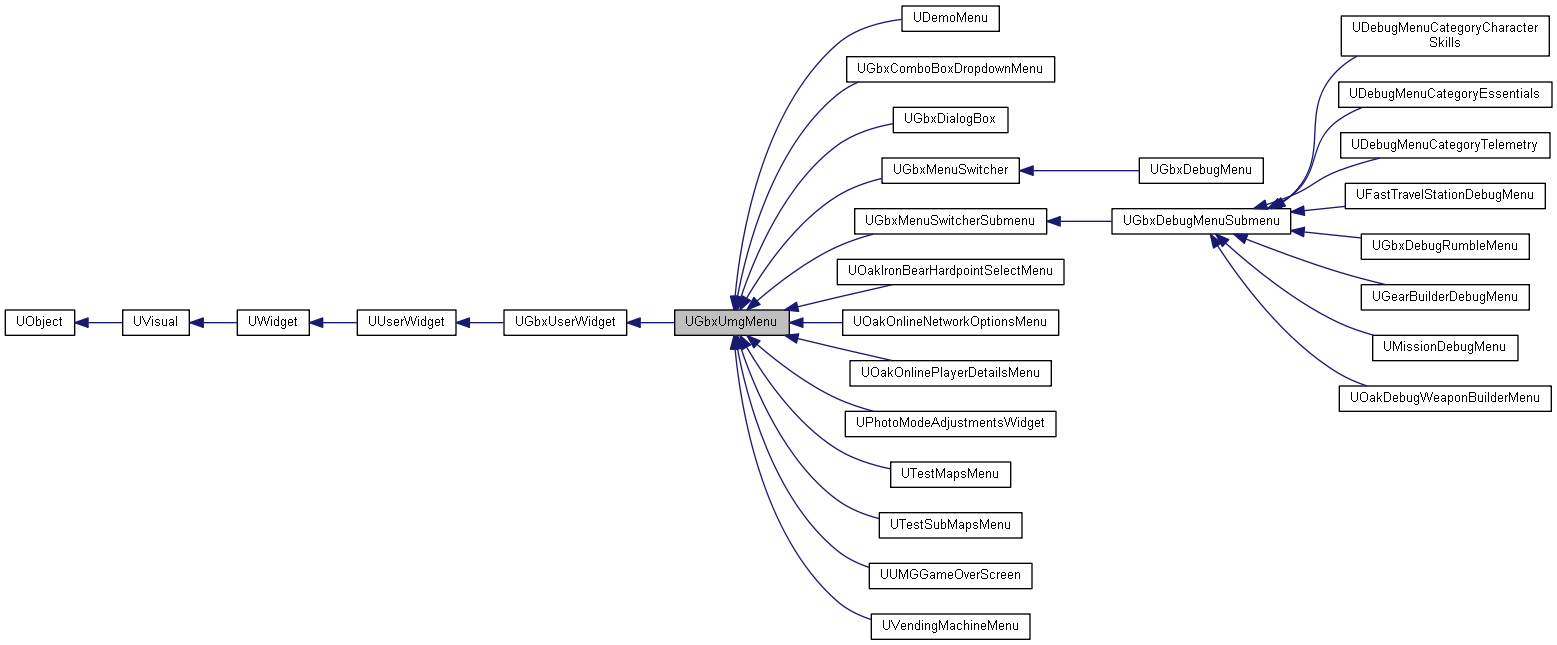 UObject
UVisual
UWidget
UUserWidget
UGbxUserWidget
UGbxUmgMenu
UDemoMenu
UGbxComboBoxDropdownMenu
UGbxDialogBox
UGbxMenuSwitcher
UGbxMenuSwitcherSubmenu
UOakIronBearHardpointSelectMenu
UOakOnlineNetworkOptionsMenu
UOakOnlinePlayerDetailsMenu
UPhotoModeAdjustmentsWidget
UTestMapsMenu
UTestSubMapsMenu
UUMGGameOverScreen
UVendingMachineMenu
UGbxDebugMenu
UGbxDebugMenuSubmenu
UDebugMenuCategoryCharacter
Skills
UDebugMenuCategoryEssentials
UDebugMenuCategoryTelemetry
UFastTravelStationDebugMenu
UGbxDebugRumbleMenu
UGearBuilderDebugMenu
UMissionDebugMenu
UOakDebugWeaponBuilderMenu